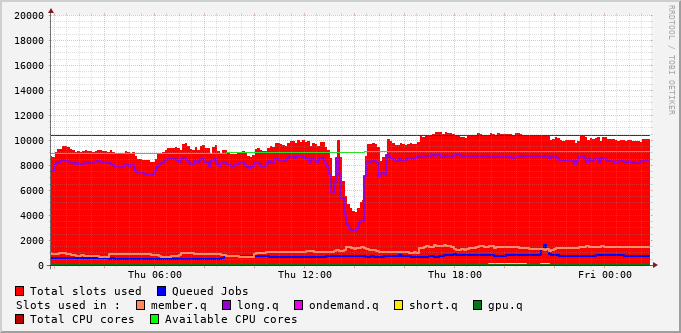 20000
18000
16000
14000
12000
10000
8000
6000
4000
2000
0
Thu 06:00 Thu 12:00 Thu 18:00 Fri 00:00
Total slots used Queued Jobs
Slots used in : member.q long.q ondemand.q short.q gpu.q
Total CPU cores Available CPU cores
RRDTOOL / TOBI OETIKER